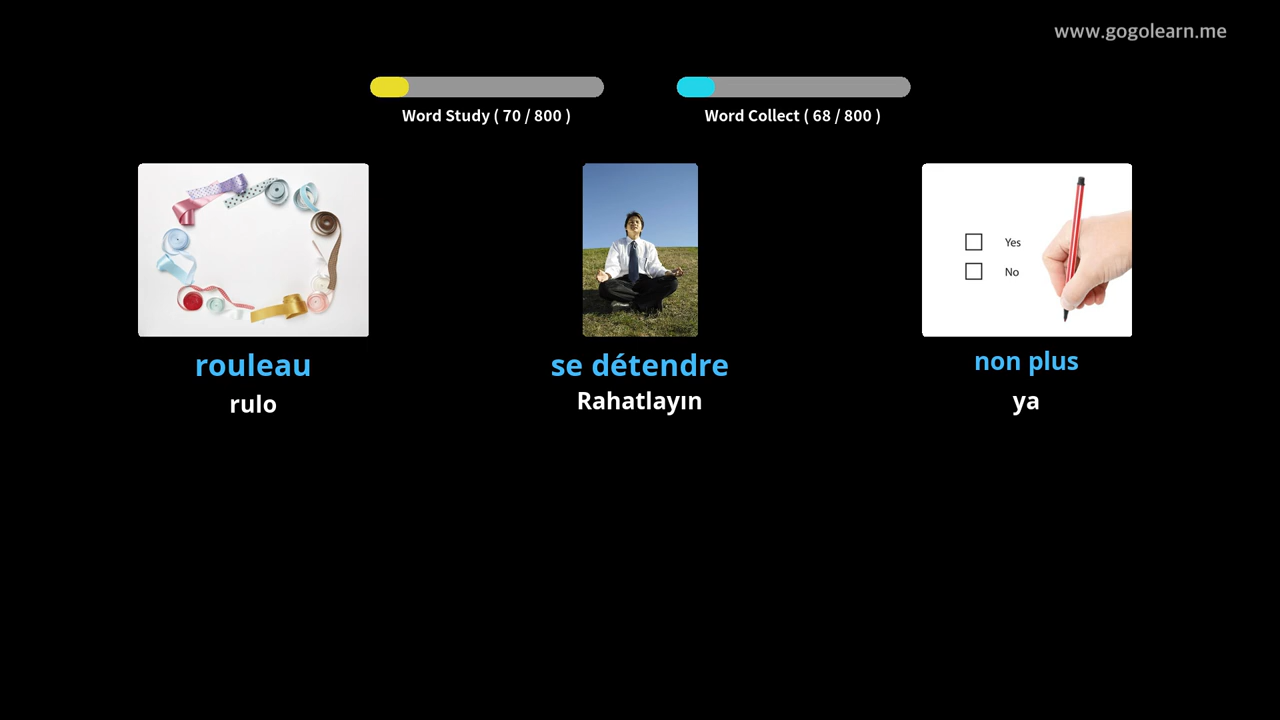 www.gogolearn.me
Word Study ( 70 / 800 )
Word Collect ( 68 / 800 )
Yes
No
rouleau
se détendre
non plus
rulo
Rahatlayın
ya